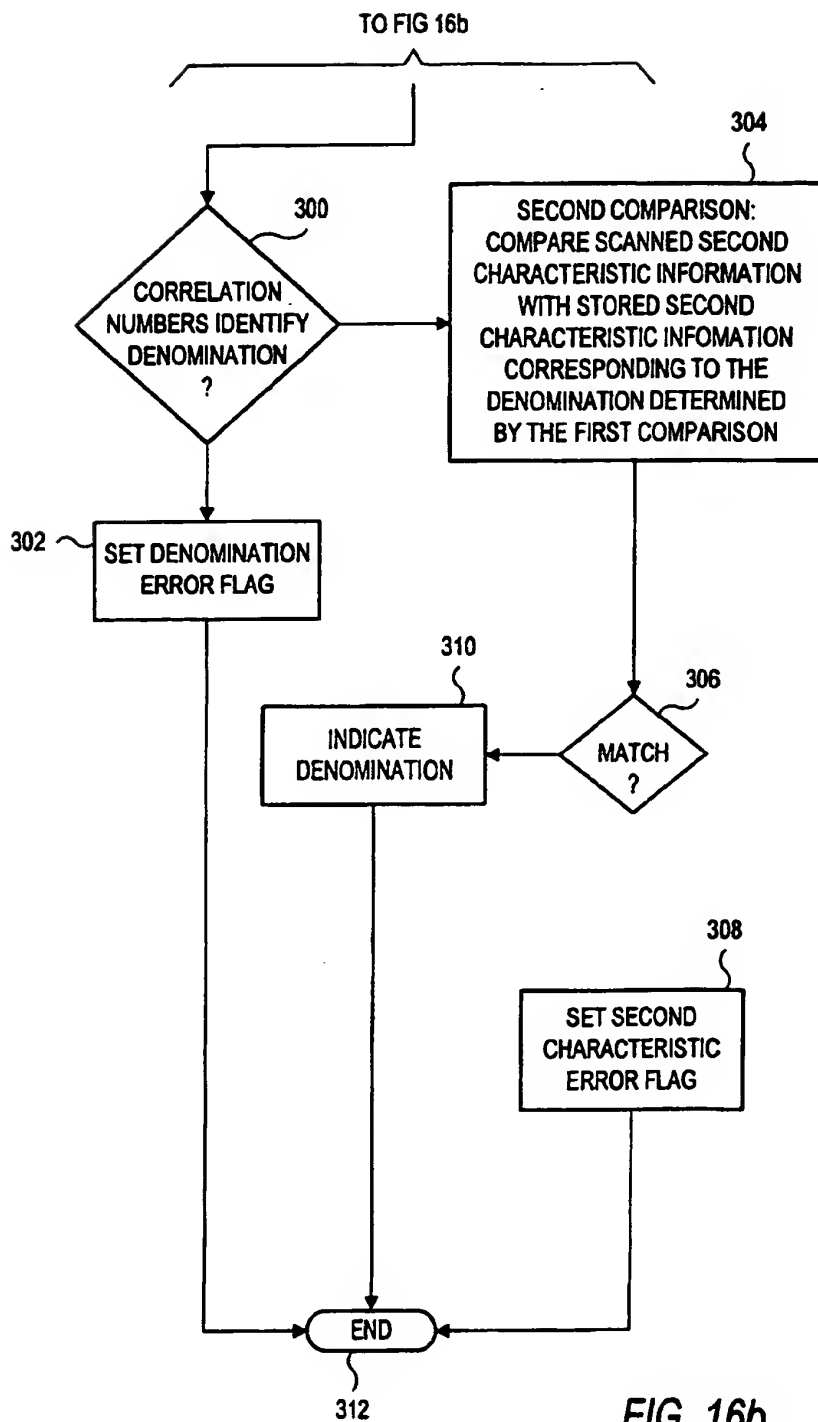 TO FIG 16b
300
CORRELATION
NUMBERS IDENTIFY
DENOMINATION
?
304
SECOND COMPARISON:
COMPARE SCANNED SECOND
CHARACTERISTIC INFORMATION
WITH STORED SECOND
CHARACTERISTIC INFOMATION
CORRESPONDING TO THE
DENOMINATION DETERMINED
BY THE FIRST COMPARISON
302
SET DENOMINATION
ERROR FLAG
310
INDICATE
DENOMINATION
306
MATCH
?
308
SET SECOND
CHARACTERISTIC
ERROR FLAG
END
312
FIG. 16b